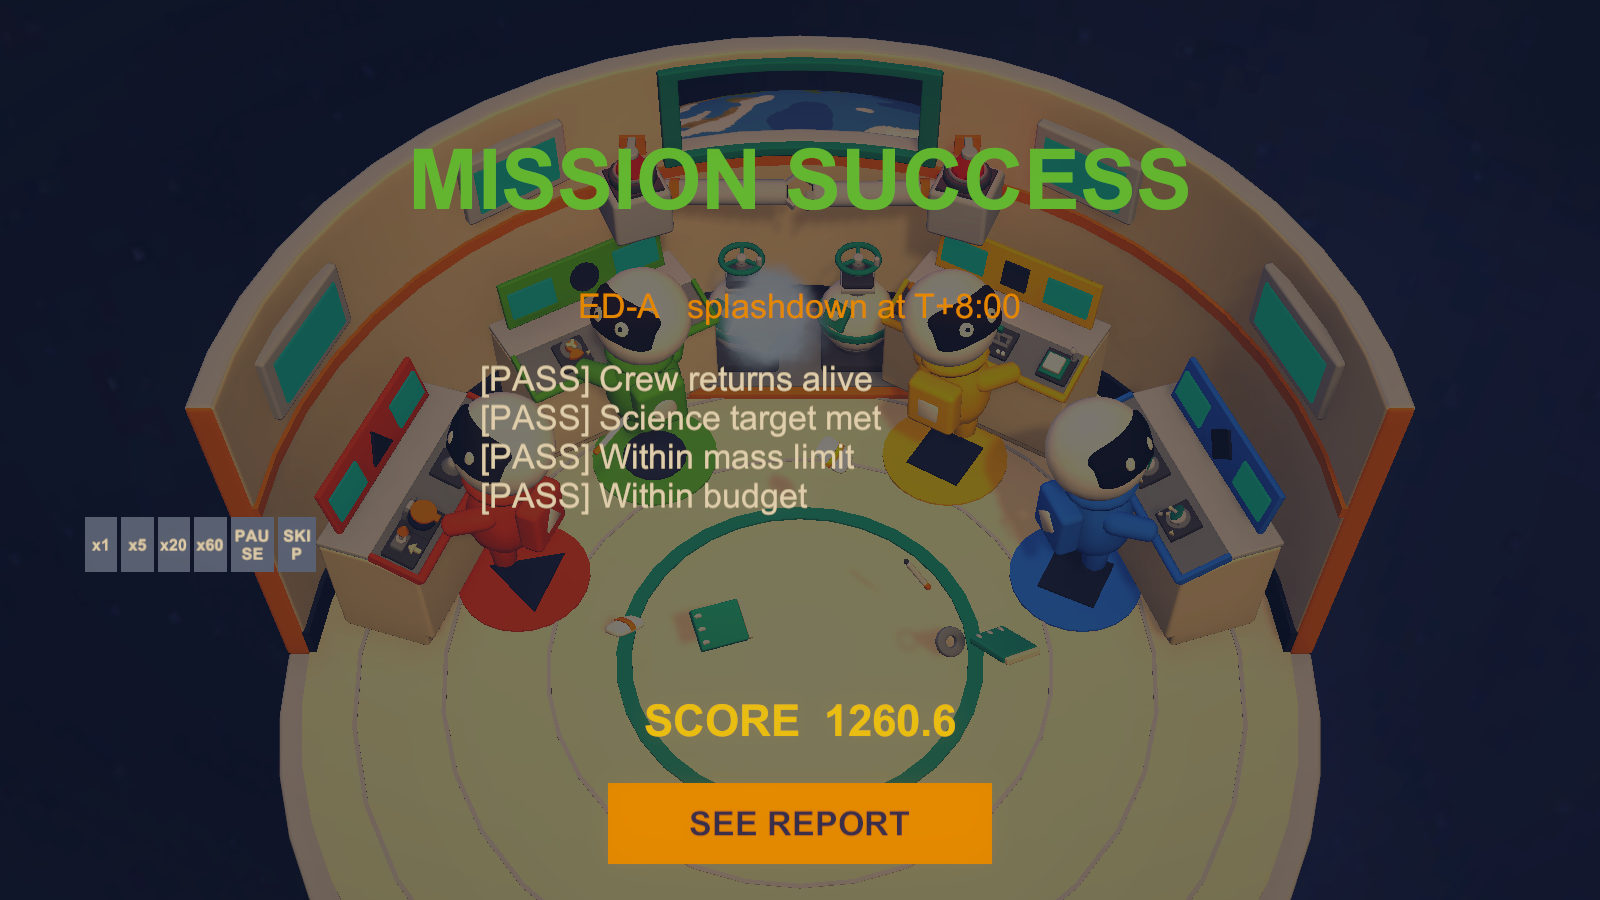 MISSION SUCCESS
ED-A splashdown at T+8:00
[PASS] Crew returns alive
[PASS] Science target met
[PASS] Within mass limit
[PASS] Within budget
x1 x5 x20 x60 PAU
SE SKI
P
SCORE 1260.6
SEE REPORT